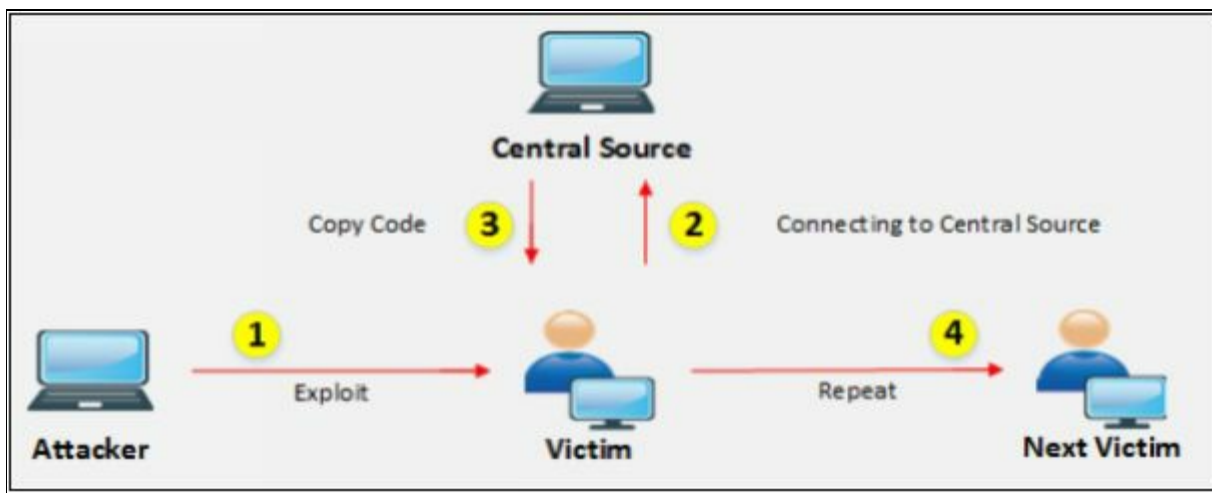 Central Source
Copy Code 3 2 Connecting to Central Source
1 4
Exploit Repeat
Attacker Victim Next Victim